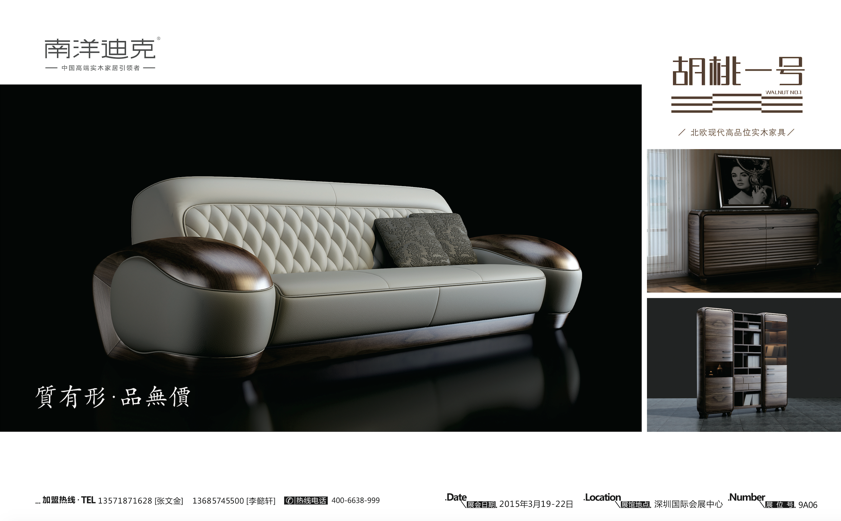 南洋迪克®
中国高端实木家居引领者
胡桃一号
WALNUT NO.1
／ 北欧现代高品位实木家具／
質有形·品無價
... 加盟热线·TEL 13571871628 [张文金] 13685745500 [李懿轩] ✆热线电话 400-6638-999
.Date 展会日期. 2015年3月19-22日 .Location 展馆地点. 深圳国际会展中心 .Number 展 位 号. 9A06